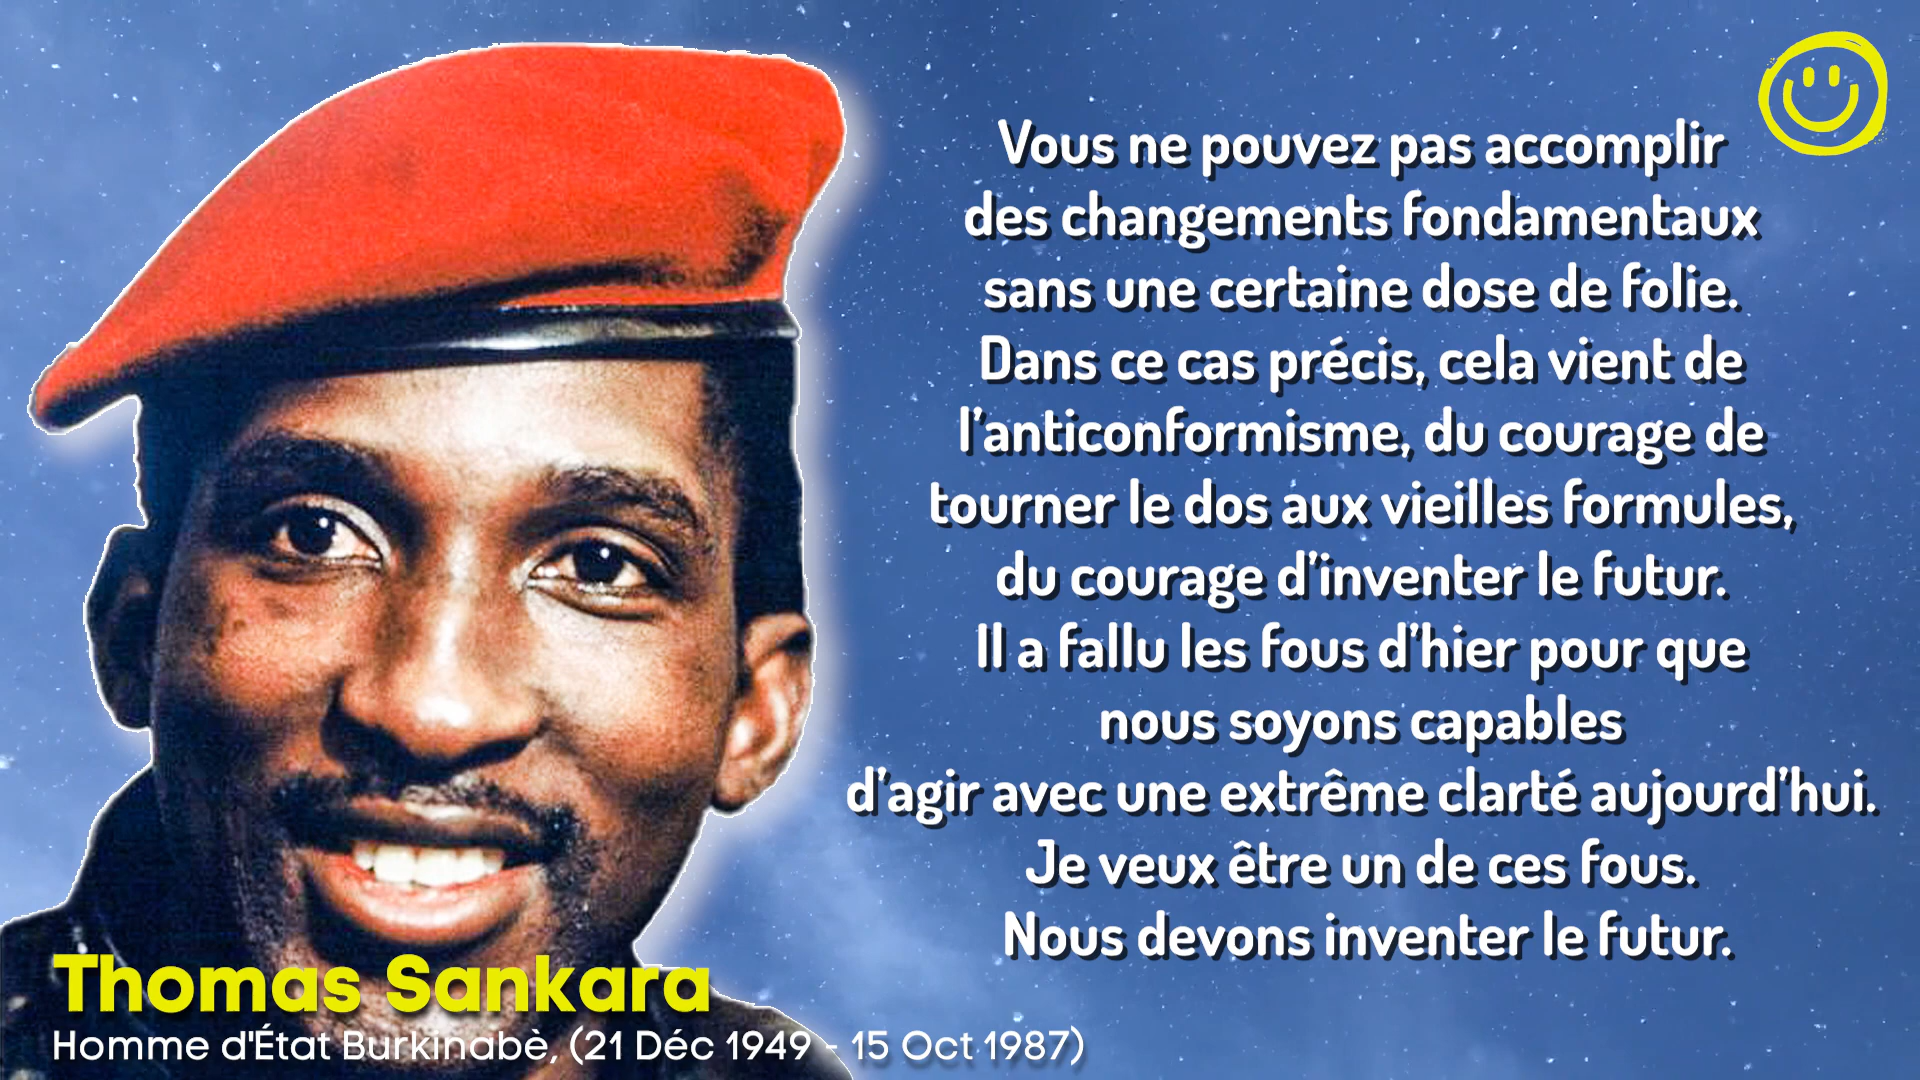 Vous ne pouvez pas accomplir
des changements fondamentaux
sans une certaine dose de folie.
Dans ce cas précis, cela vient de
l'anticonformisme, du courage de
tourner le dos aux vieilles formules,
du courage d'inventer le futur.
Il a fallu les fous d'hier pour que
nous soyons capables
d'agir avec une extrême clarté aujourd'hui.
Je veux être un de ces fous.
Nous devons inventer le futur.
Thomas Sankara
Homme d'État Burkinabè, (21 Déc 1949 - 15 Oct 1987)